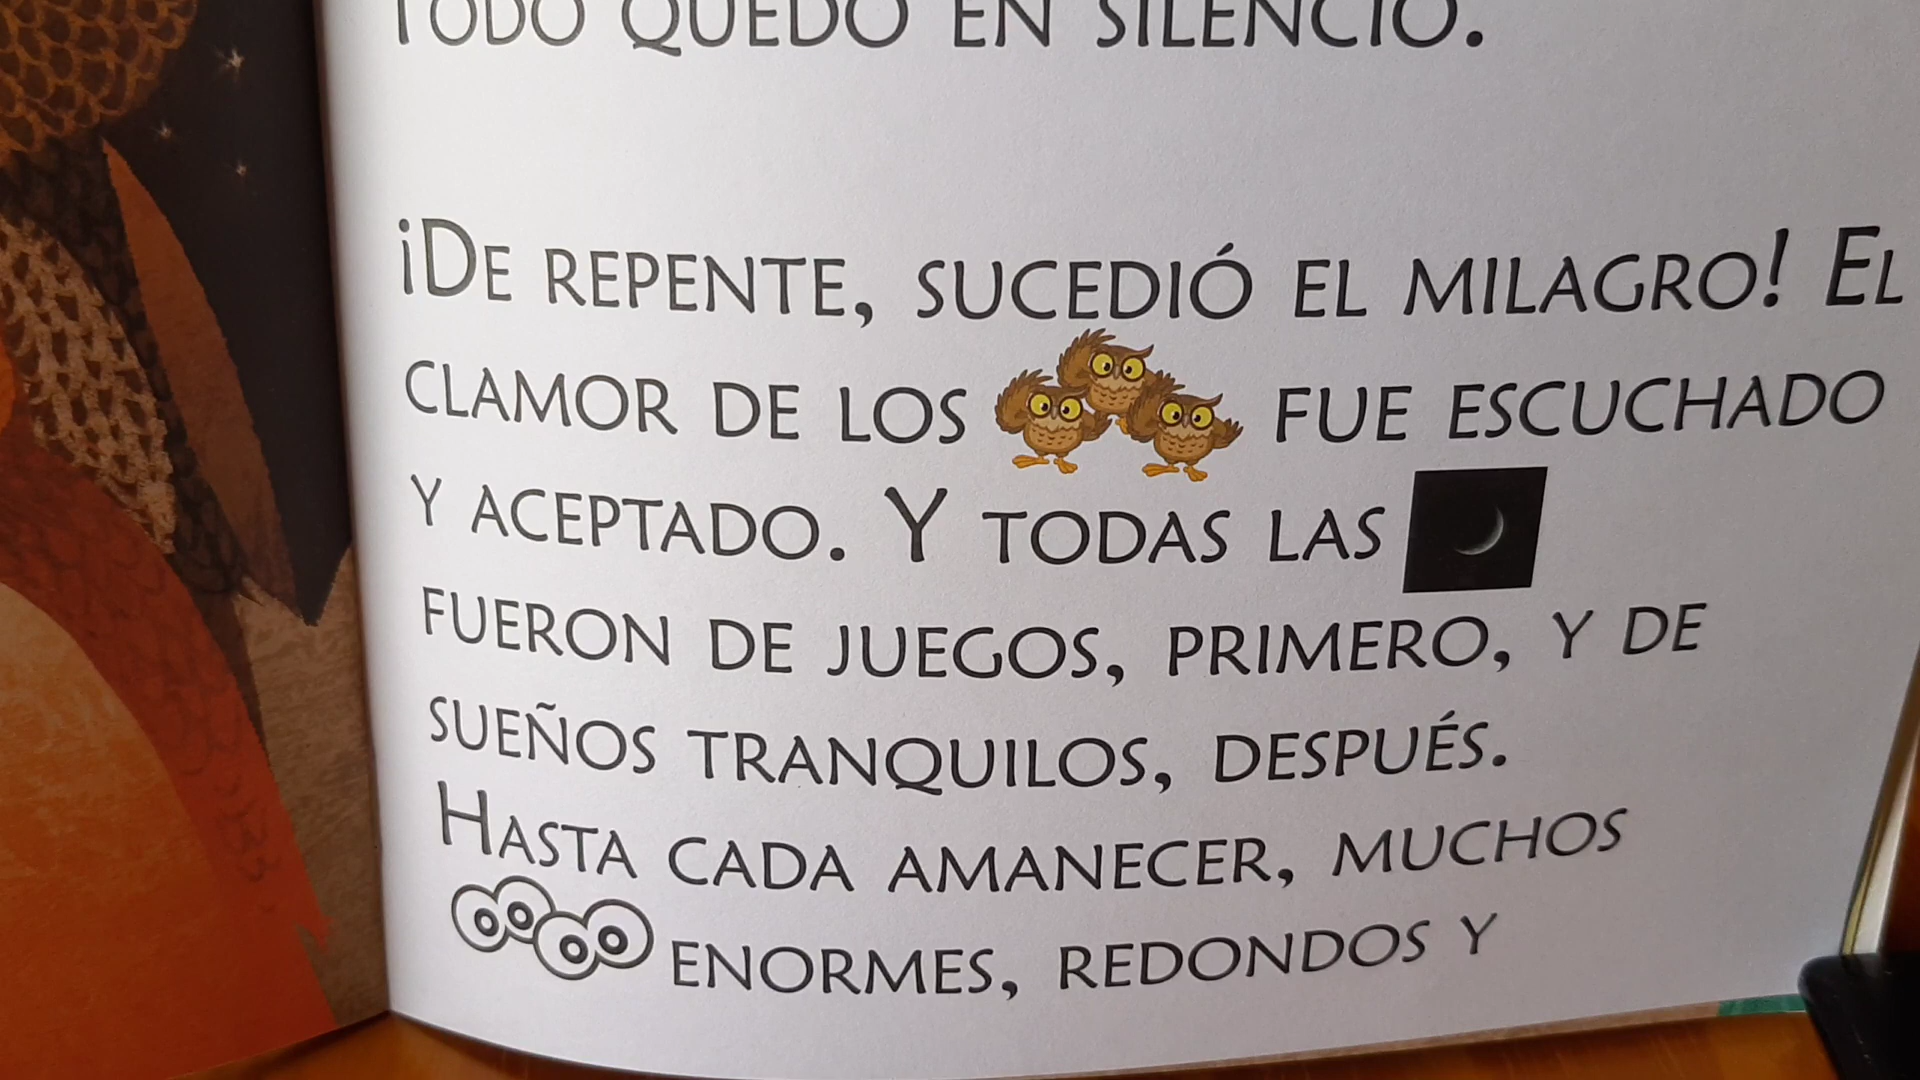 TODO QUEDÓ EN SILENCIO.
¡DE REPENTE, SUCEDIÓ EL MILAGRO! EL
CLAMOR DE LOS FUE ESCUCHADO
Y ACEPTADO. Y TODAS LAS
FUERON DE JUEGOS, PRIMERO, Y DE
SUEÑOS TRANQUILOS, DESPUÉS.
HASTA CADA AMANECER, MUCHOS
ENORMES, REDONDOS Y